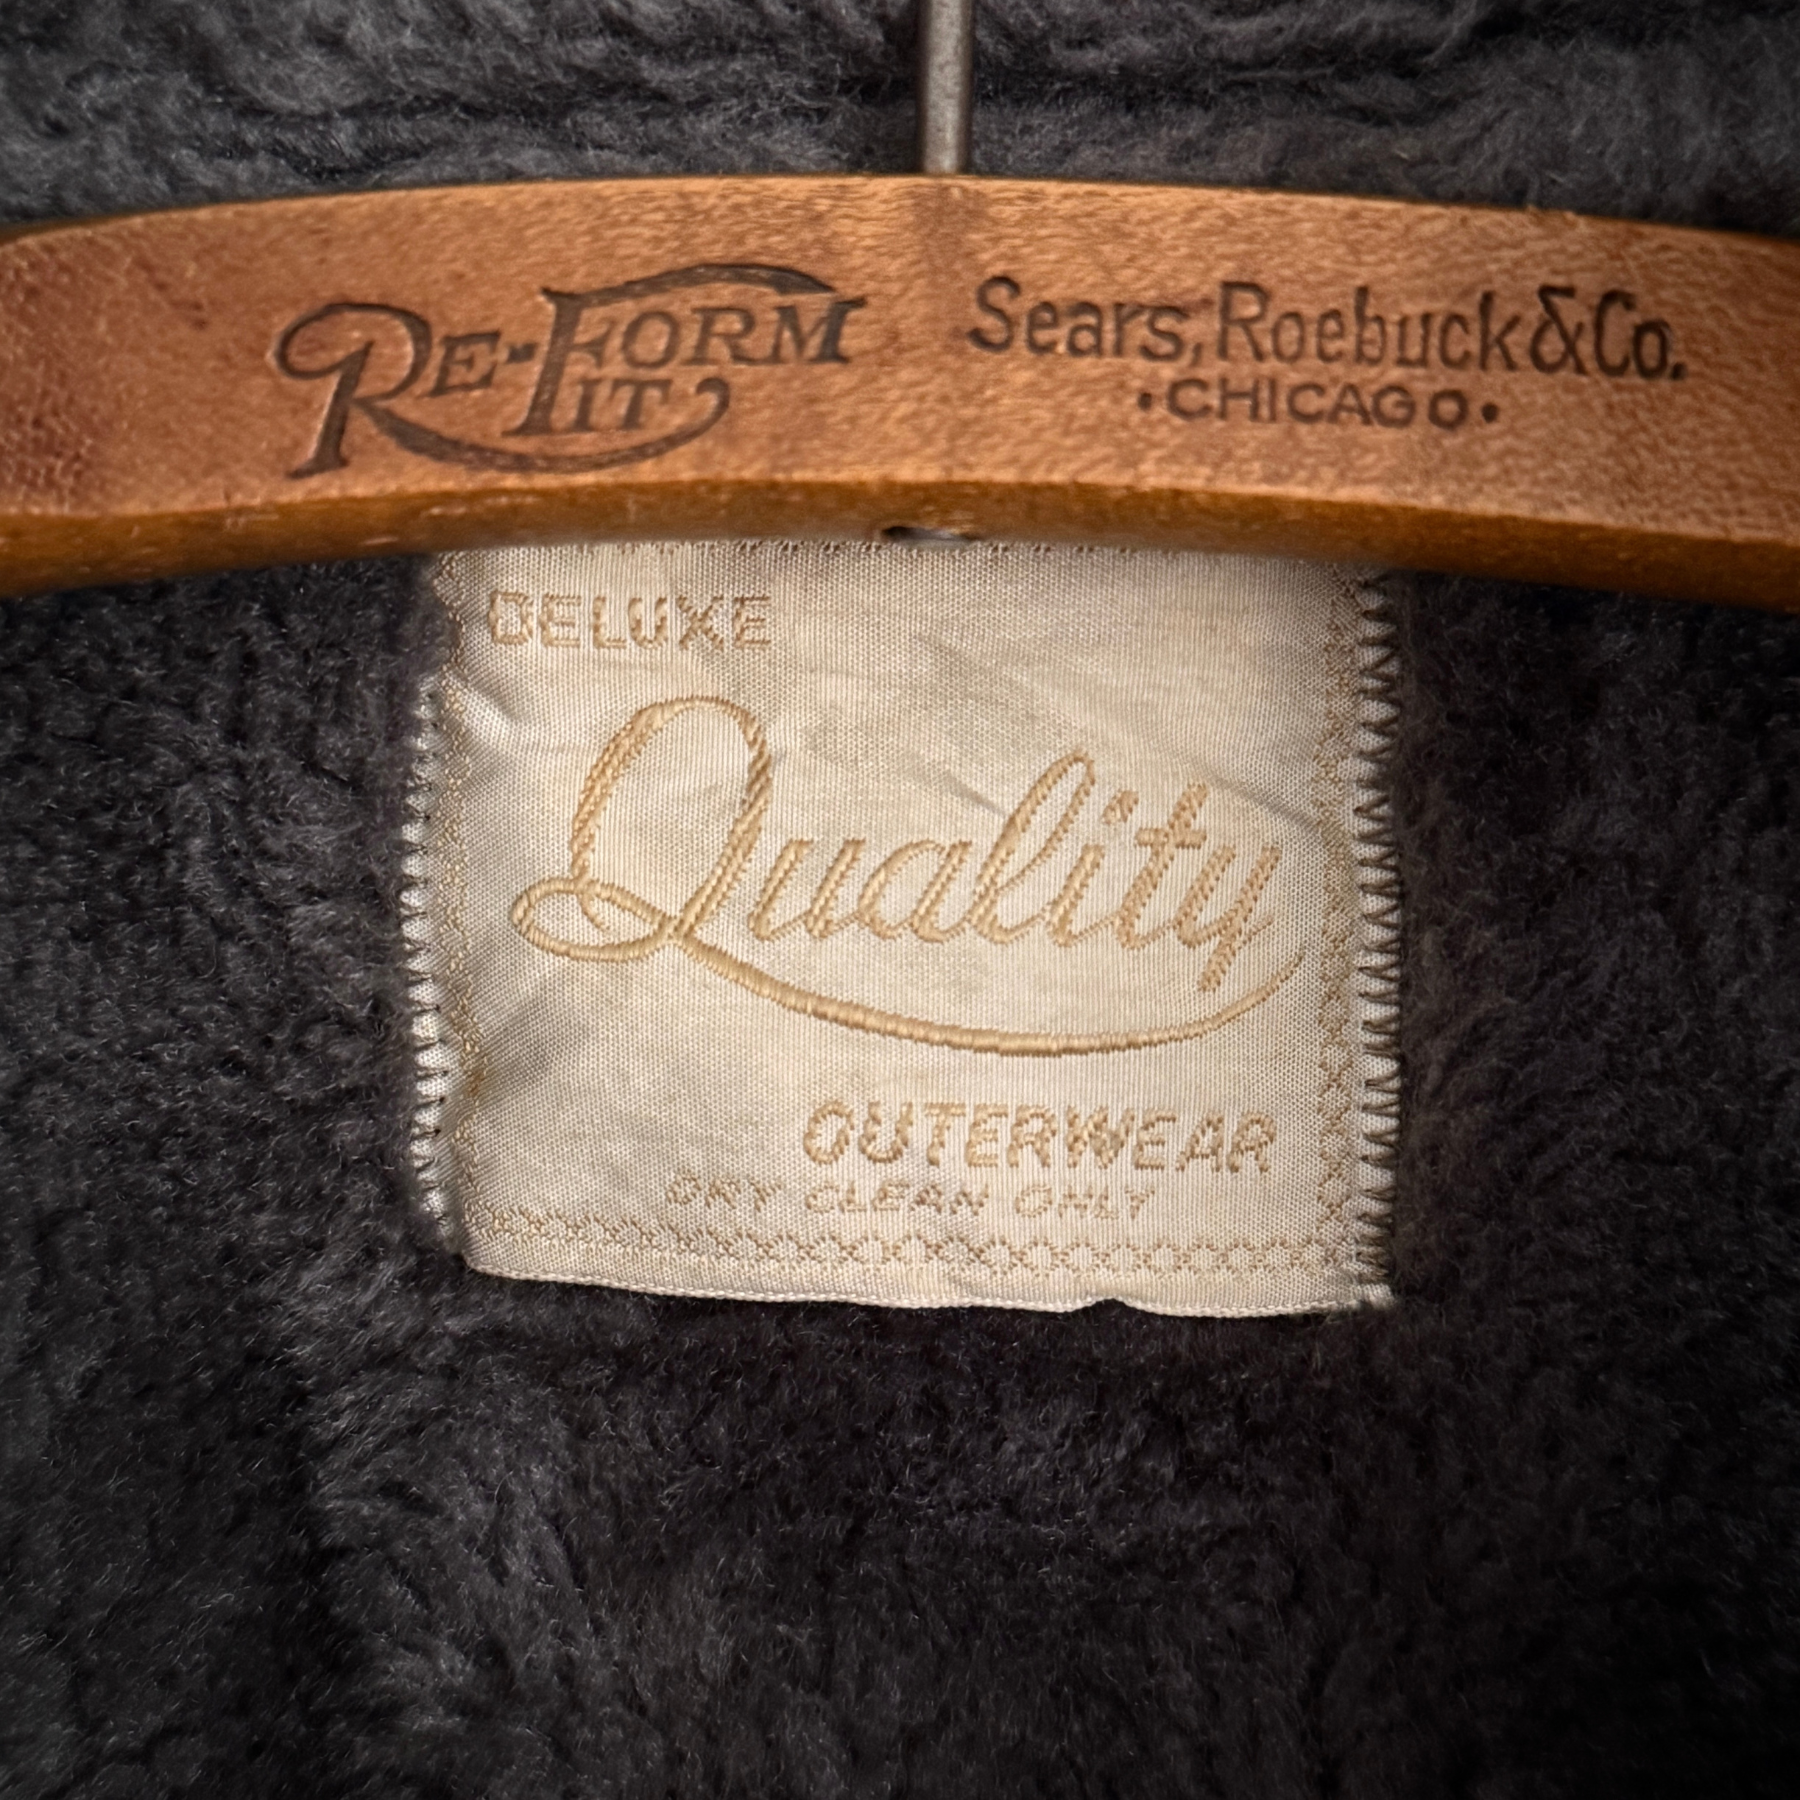 RE-FORM
FIT
Sears, Roebuck & Co.
·CHICAGO·
DELUXE
Quality
OUTERWEAR
DRY CLEAN ONLY